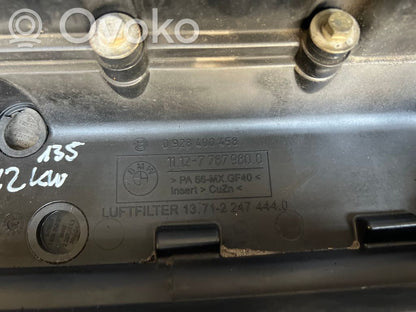 Ovoko
0 928 400 458
BMW
11.12-7 787 980.0
> PA 66-MX.GF40 <
Insert > CuZn <
LUFTFILTER 13.71-2 247 444.0
135